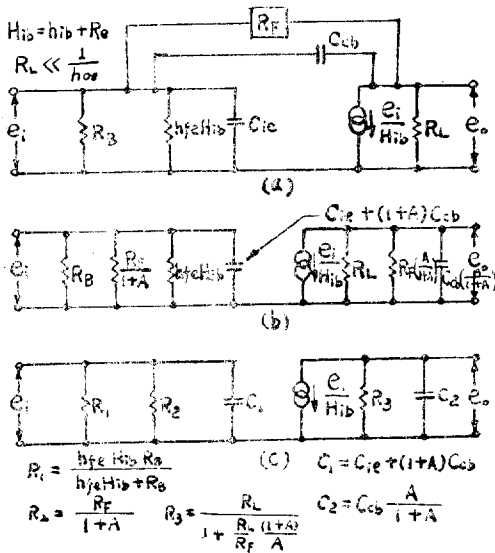 Hib = hib + Re
RL ≪ 1/hoe
RF
Ccb
ei
RB
hfeHib
Cie
ei/Hib
RL
eo
(a)
Cie + (1+A)Ccb
ei
RB
RF/1+A
hfeHib
ei/Hib
RL
eo
(b)
ei
R1
R2
C1
ei/Hib
R3
C2
eo
(c)
R1 = hfe Hib RB / hfeHib + RB
C1 = Cie + (1+A) Ccb
R2 = RF / 1+A
R3 = RL / 1 + RL/RF (1+A)/A
C2 = Ccb A/1+A